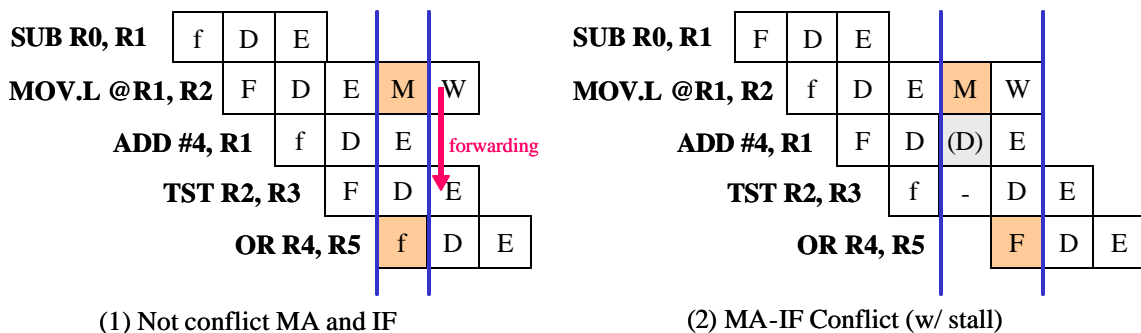 SUB R0, R1 f D E
MOV.L @R1, R2 F D E M W
ADD #4, R1 f D E
forwarding
TST R2, R3 F D E
OR R4, R5 f D E
(1) Not conflict MA and IF
SUB R0, R1 F D E
MOV.L @R1, R2 f D E M W
ADD #4, R1 F D (D) E
TST R2, R3 f - D E
OR R4, R5 F D E
(2) MA-IF Conflict (w/ stall)